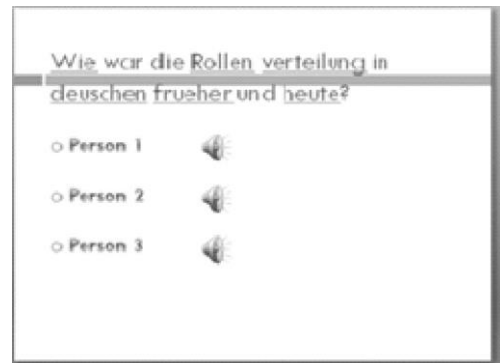 Wie war die Rollen verteilung in
deuschen frueher und heute?
Person 1
Person 2
Person 3